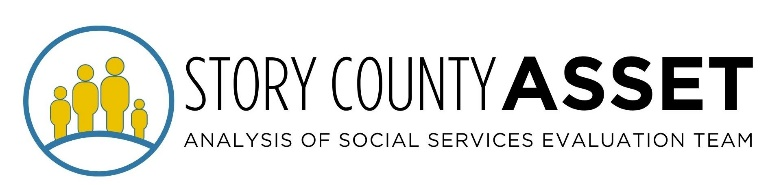 STORY COUNTY ASSET
ANALYSIS OF SOCIAL SERVICES EVALUATION TEAM